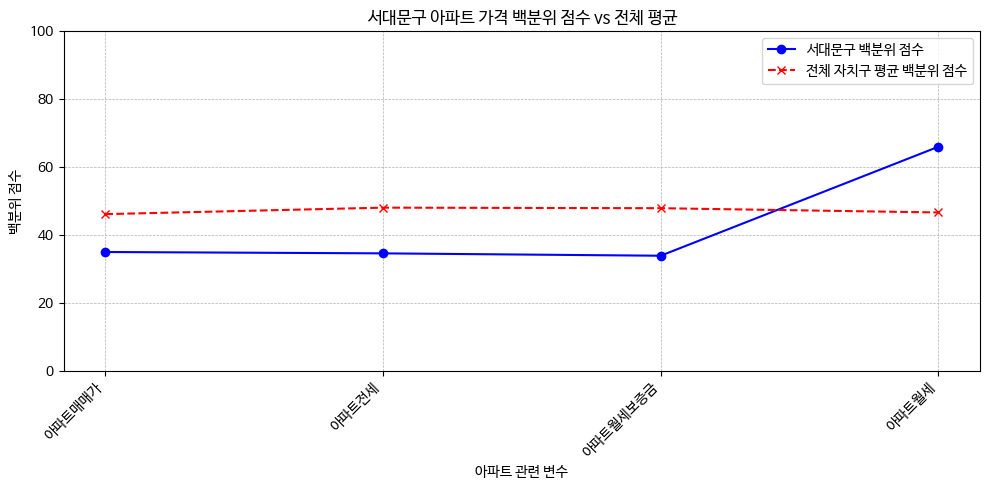 서대문구 아파트 가격 백분위 점수 vs 전체 평균
서대문구 백분위 점수
전체 자치구 평균 백분위 점수
백분위 점수
100
80
60
40
20
0
아파트매매가
아파트전세
아파트월세보증금
아파트월세
아파트 관련 변수